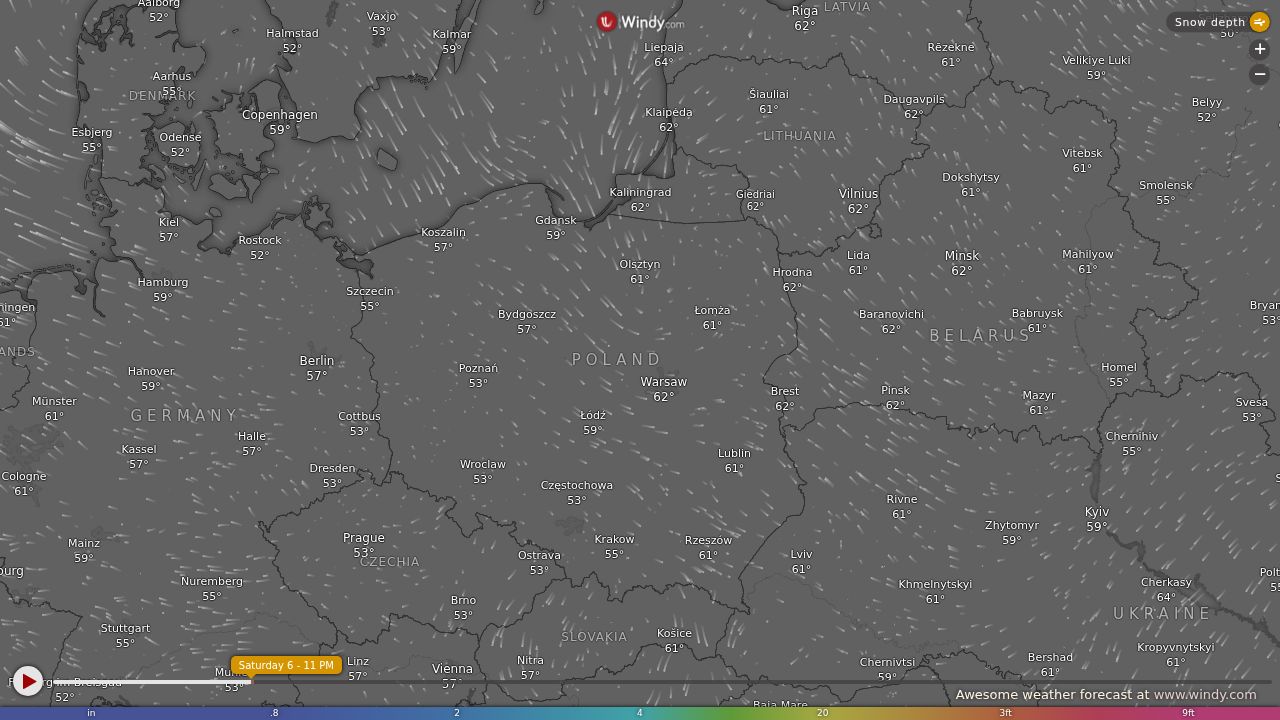 Aalborg
52°
Vaxjo
53°
Halmstad
52°
Kalmar
59°
Windy.com
Liepaja
64°
Riga
62°
LATVIA
Rēzekne
61°
Snow depth
Velikiye Luki
59°
+
−
Aarhus
55°
DENMARK
Copenhagen
59°
Esbjerg
55°
Odense
52°
Klaipėda
62°
Šiauliai
61°
LITHUANIA
Daugavpils
62°
Belyy
52°
Vitebsk
61°
Dokshytsy
61°
Smolensk
55°
Kaliningrad
62°
Giedriai
62°
Vilnius
62°
Kiel
57°
Rostock
52°
Koszalin
57°
Gdansk
59°
Olsztyn
61°
Hrodna
62°
Lida
61°
Minsk
62°
Mahilyow
61°
Hamburg
59°
Szczecin
55°
Bydgoszcz
57°
Łomża
61°
Baranovichi
62°
Babruysk
61°
BELARUS
53°
POLAND
Berlin
57°
Poznań
53°
Warsaw
62°
Hanover
59°
Münster
61°
GERMANY
Brest
62°
Pinsk
62°
Mazyr
61°
Homel
55°
Svesa
53°
Cottbus
53°
Łódź
59°
Kassel
57°
Halle
57°
Chernihiv
55°
Cologne
61°
Dresden
53°
Wroclaw
53°
Częstochowa
53°
Lublin
61°
Rivne
61°
Kyiv
59°
Zhytomyr
59°
Mainz
59°
Prague
53°
CZECHIA
Ostrava
53°
Krakow
55°
Rzeszow
61°
Lviv
61°
Nuremberg
55°
Khmelnytskyi
61°
Cherkasy
64°
UKRAINE
Brno
53°
Stuttgart
55°
SLOVAKIA
Košice
61°
Linz
57°
Vienna
57°
Nitra
57°
Chernivtsi
59°
Bershad
61°
Kropyvnytskyi
61°
Saturday 6 - 11 PM
53°
52°
Baia Mare
Awesome weather forecast at www.windy.com
in .8 2 4 20 3ft 9ft